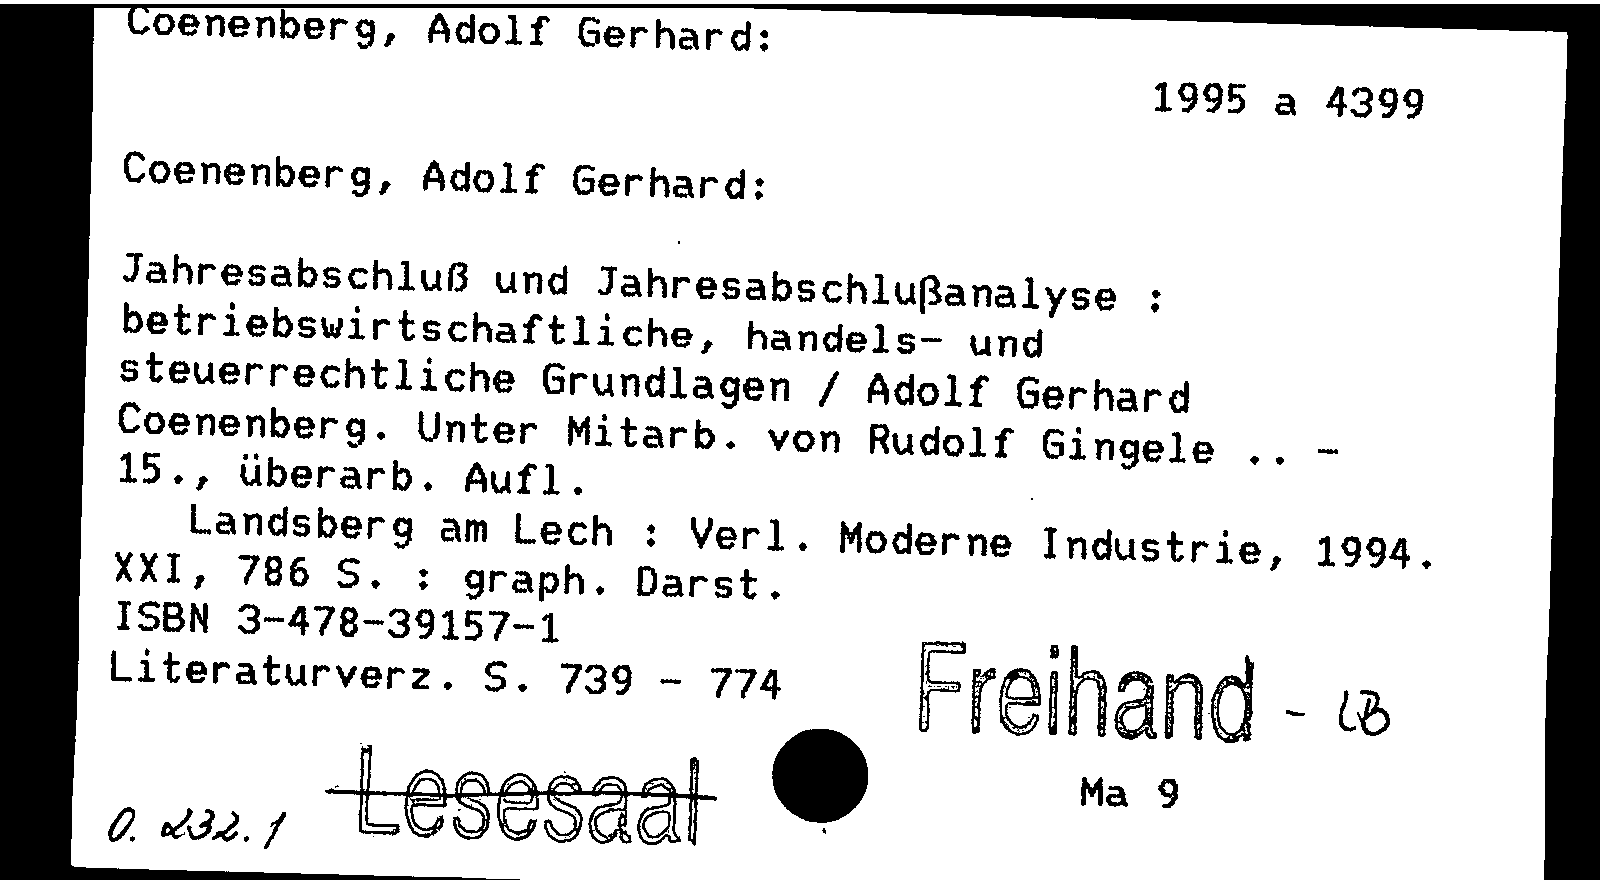 Coenenberg, Adolf Gerhard:
1995 a 4399
Coenenberg, Adolf Gerhard:
Jahresabschluß und Jahresabschlußanalyse :
betriebswirtschaftliche, handels- und
steuerrechtliche Grundlagen / Adolf Gerhard
Coenenberg. Unter Mitarb. von Rudolf Gingele .. -
15., überarb. Aufl.
Landsberg am Lech : Verl. Moderne Industrie, 1994.
XXI, 786 S. : graph. Darst.
ISBN 3-478-39157-1
Literaturverz. S. 739 - 774
Freihand - LB
Lesesaal
Ma 9
O. 232.1